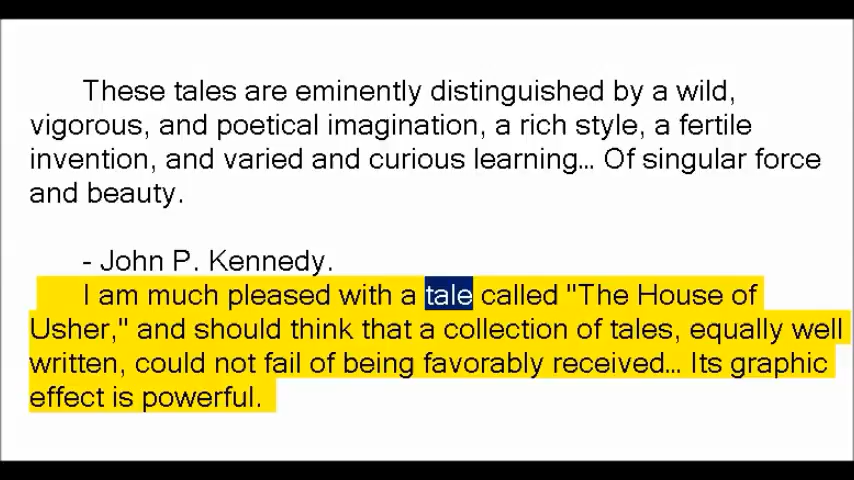 These tales are eminently distinguished by a wild,
vigorous, and poetical imagination, a rich style, a fertile
invention, and varied and curious learning... Of singular force
and beauty.
- John P. Kennedy.
I am much pleased with a tale called "The House of
Usher," and should think that a collection of tales, equally well
written, could not fail of being favorably received... Its graphic
effect is powerful.